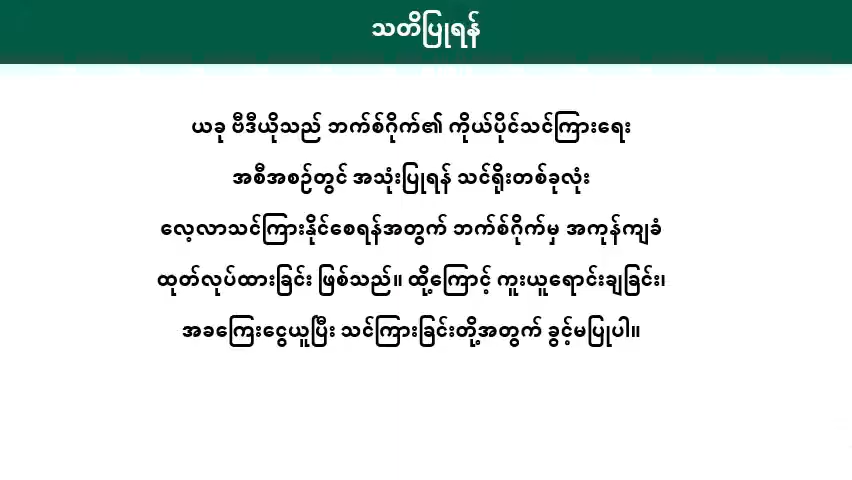 သတိပြုရန်
ယခု ဗီဒီယိုသည် ဘက်စ်ဂိုက်၏ ကိုယ်ပိုင်သင်ကြားရေး
အစီအစဉ်တွင် အသုံးပြုရန် သင်ရိုးတစ်ခုလုံး
လေ့လာသင်ကြားနိုင်စေရန်အတွက် ဘက်စ်ဂိုက်မှ အကုန်ကျခံ
ထုတ်လုပ်ထားခြင်း ဖြစ်သည်။ ထို့ကြောင့် ကူးယူရောင်းချခြင်း၊
အခကြေးငွေယူပြီး သင်ကြားခြင်းတို့အတွက် ခွင့်မပြုပါ။